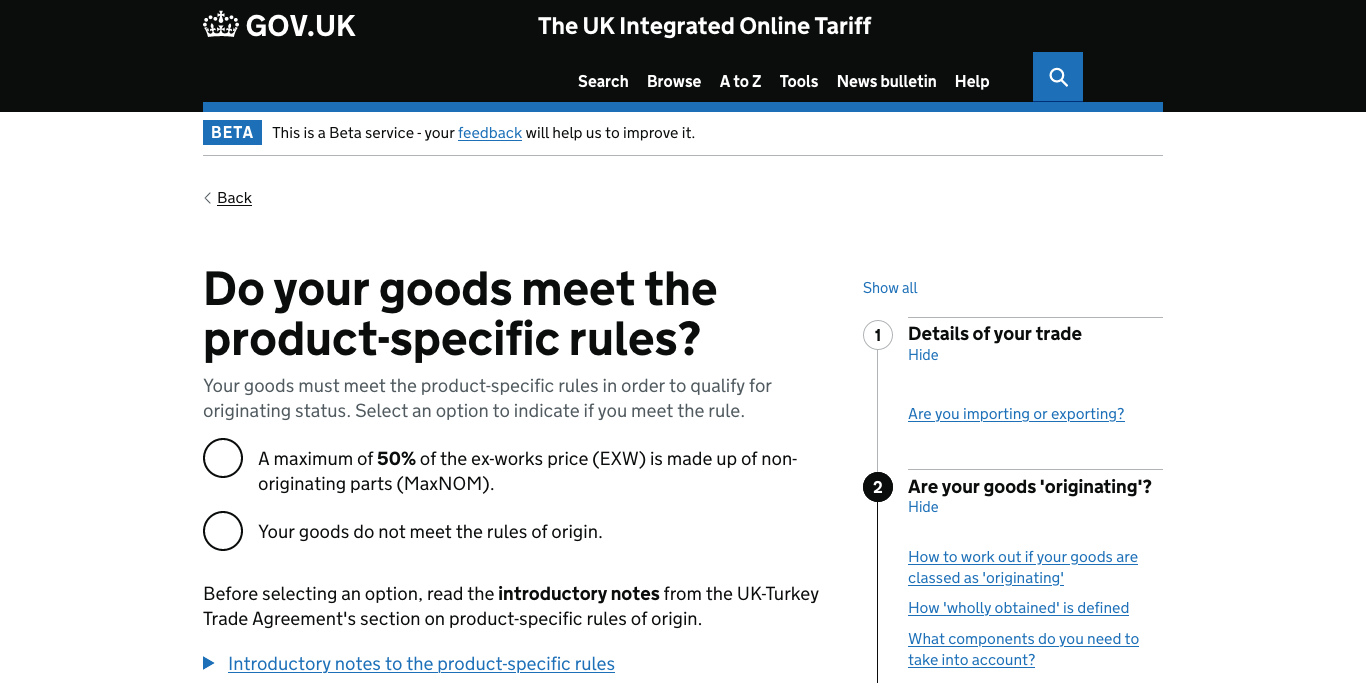 GOV.UK
The UK Integrated Online Tariff
Search Browse A to Z Tools News bulletin Help
BETA This is a Beta service - your feedback will help us to improve it.
Back
Do your goods meet the
product-specific rules?
Your goods must meet the product-specific rules in order to qualify for
originating status. Select an option to indicate if you meet the rule.
A maximum of 50% of the ex-works price (EXW) is made up of non-
originating parts (MaxNOM).
Your goods do not meet the rules of origin.
Before selecting an option, read the introductory notes from the UK-Turkey
Trade Agreement's section on product-specific rules of origin.
Introductory notes to the product-specific rules
Show all
1 Details of your trade
Hide
Are you importing or exporting?
2 Are your goods 'originating'?
Hide
How to work out if your goods are
classed as 'originating'
How 'wholly obtained' is defined
What components do you need to
take into account?